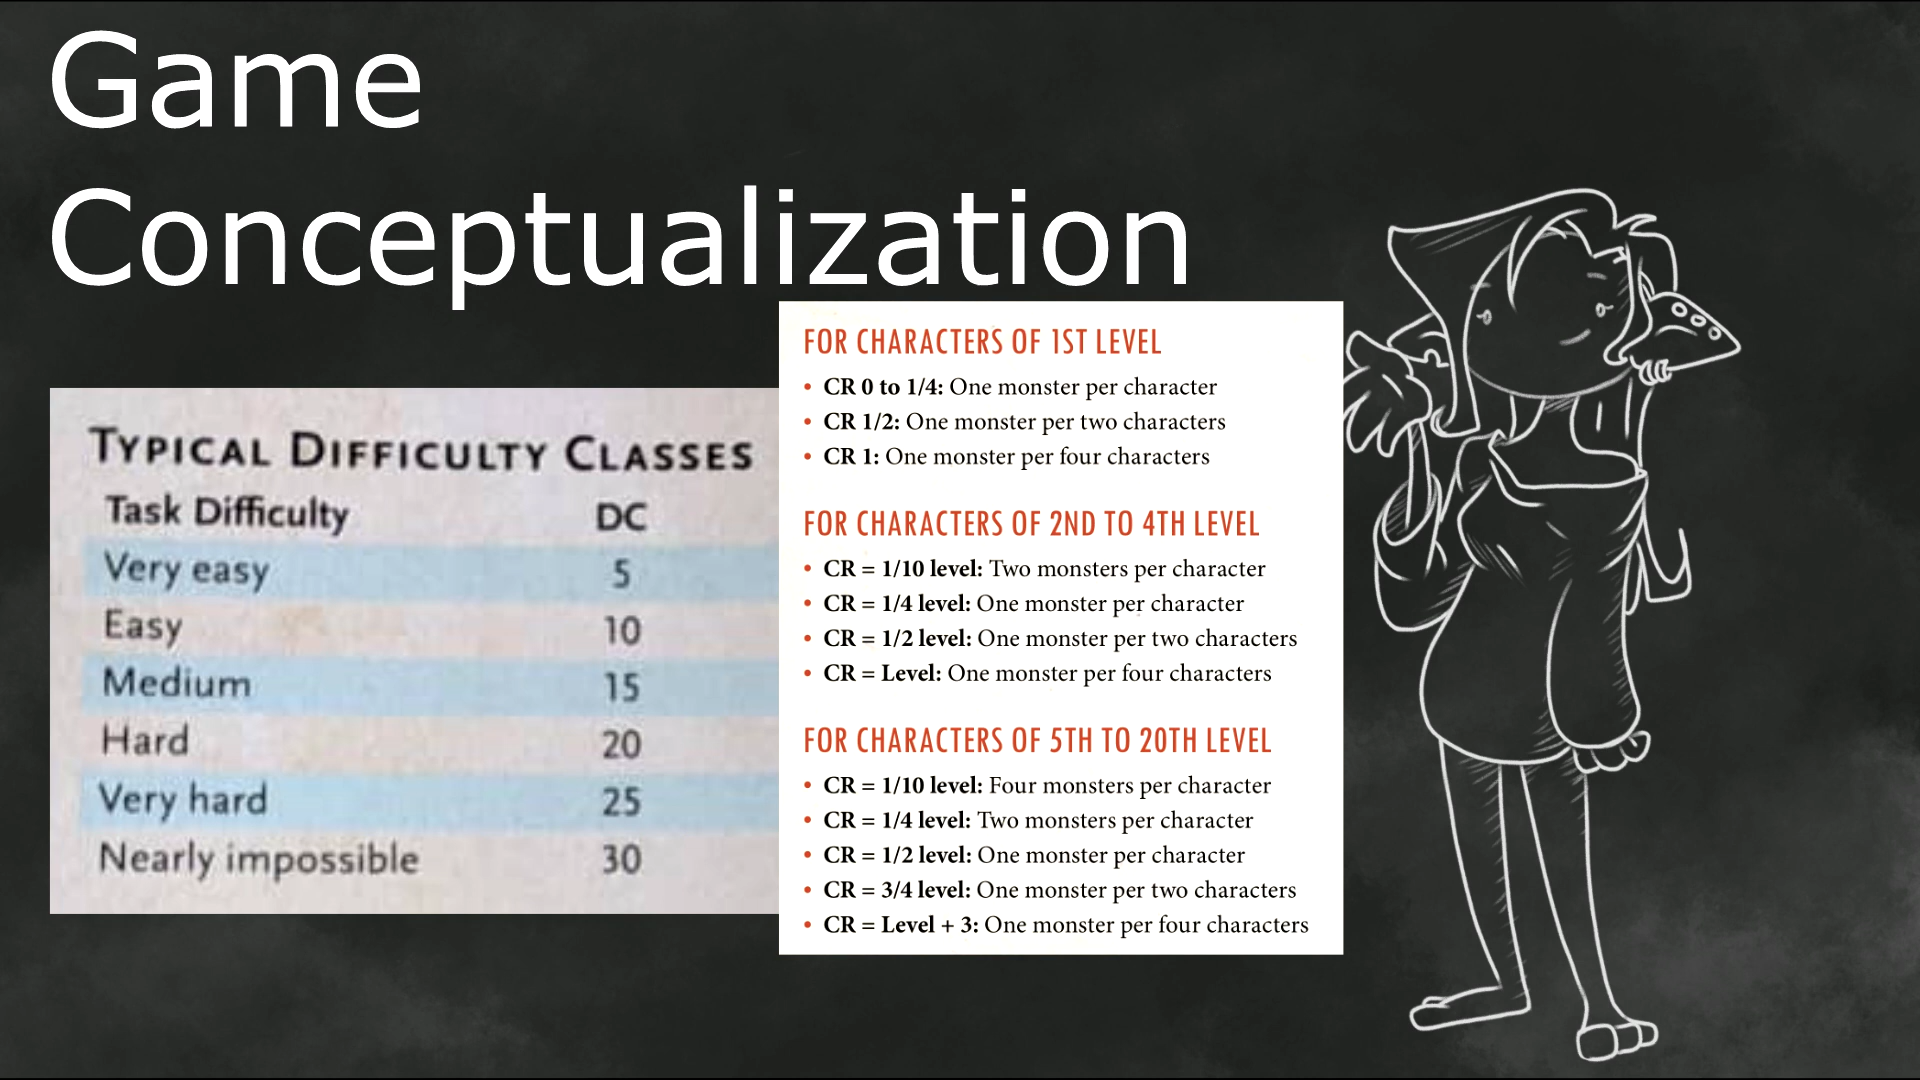 Game
Conceptualization
TYPICAL DIFFICULTY CLASSES
Task Difficulty DC
Very easy 5
Easy 10
Medium 15
Hard 20
Very hard 25
Nearly impossible 30
FOR CHARACTERS OF 1ST LEVEL
• CR 0 to 1/4: One monster per character
• CR 1/2: One monster per two characters
• CR 1: One monster per four characters
FOR CHARACTERS OF 2ND TO 4TH LEVEL
• CR = 1/10 level: Two monsters per character
• CR = 1/4 level: One monster per character
• CR = 1/2 level: One monster per two characters
• CR = Level: One monster per four characters
FOR CHARACTERS OF 5TH TO 20TH LEVEL
• CR = 1/10 level: Four monsters per character
• CR = 1/4 level: Two monsters per character
• CR = 1/2 level: One monster per character
• CR = 3/4 level: One monster per two characters
• CR = Level + 3: One monster per four characters